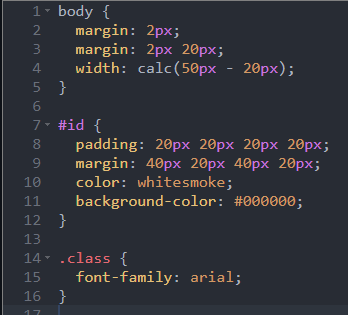 1 body {
2 margin: 2px;
3 margin: 2px 20px;
4 width: calc(50px - 20px);
5 }
6
7 #id {
8 padding: 20px 20px 20px 20px;
9 margin: 40px 20px 40px 20px;
10 color: whitesmoke;
11 background-color: #000000;
12 }
13
14 .class {
15 font-family: arial;
16 }
17